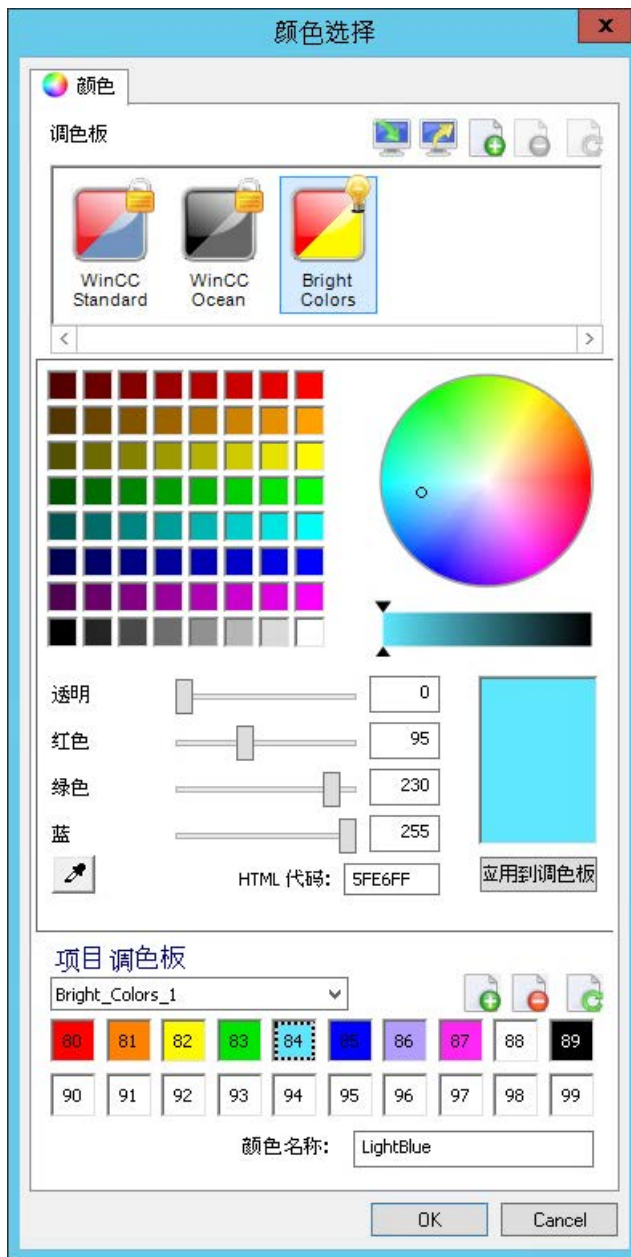 颜色选择
x
颜色
调色板
WinCC Standard
WinCC Ocean
Bright Colors
透明 0
红色 95
绿色 230
蓝 255
HTML 代码: 5FE6FF
应用到调色板
项目 调色板
Bright_Colors_1
80 81 82 83 84 85 86 87 88 89
90 91 92 93 94 95 96 97 98 99
颜色名称: LightBlue
OK Cancel